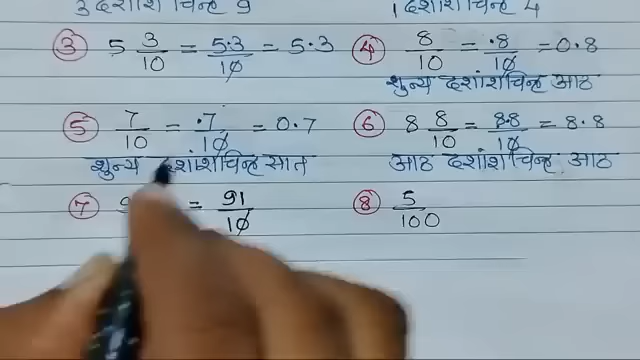 3 दशांश चिन्ह 9
1 दशांश चिन्ह 4
③ 5 3/10 = 5.3/10 = 5.3
④ 8/10 = .8/10 = 0.8
शुन्य दशांशचिन्ह आठ
⑤ 7/10 = .7/10 = 0.7
शुन्य दशांशचिन्ह सात
⑥ 8 8/10 = 8.8/10 = 8.8
आठ दशांश चिन्ह आठ
⑦ 9 = 91/10
⑧ 5/100